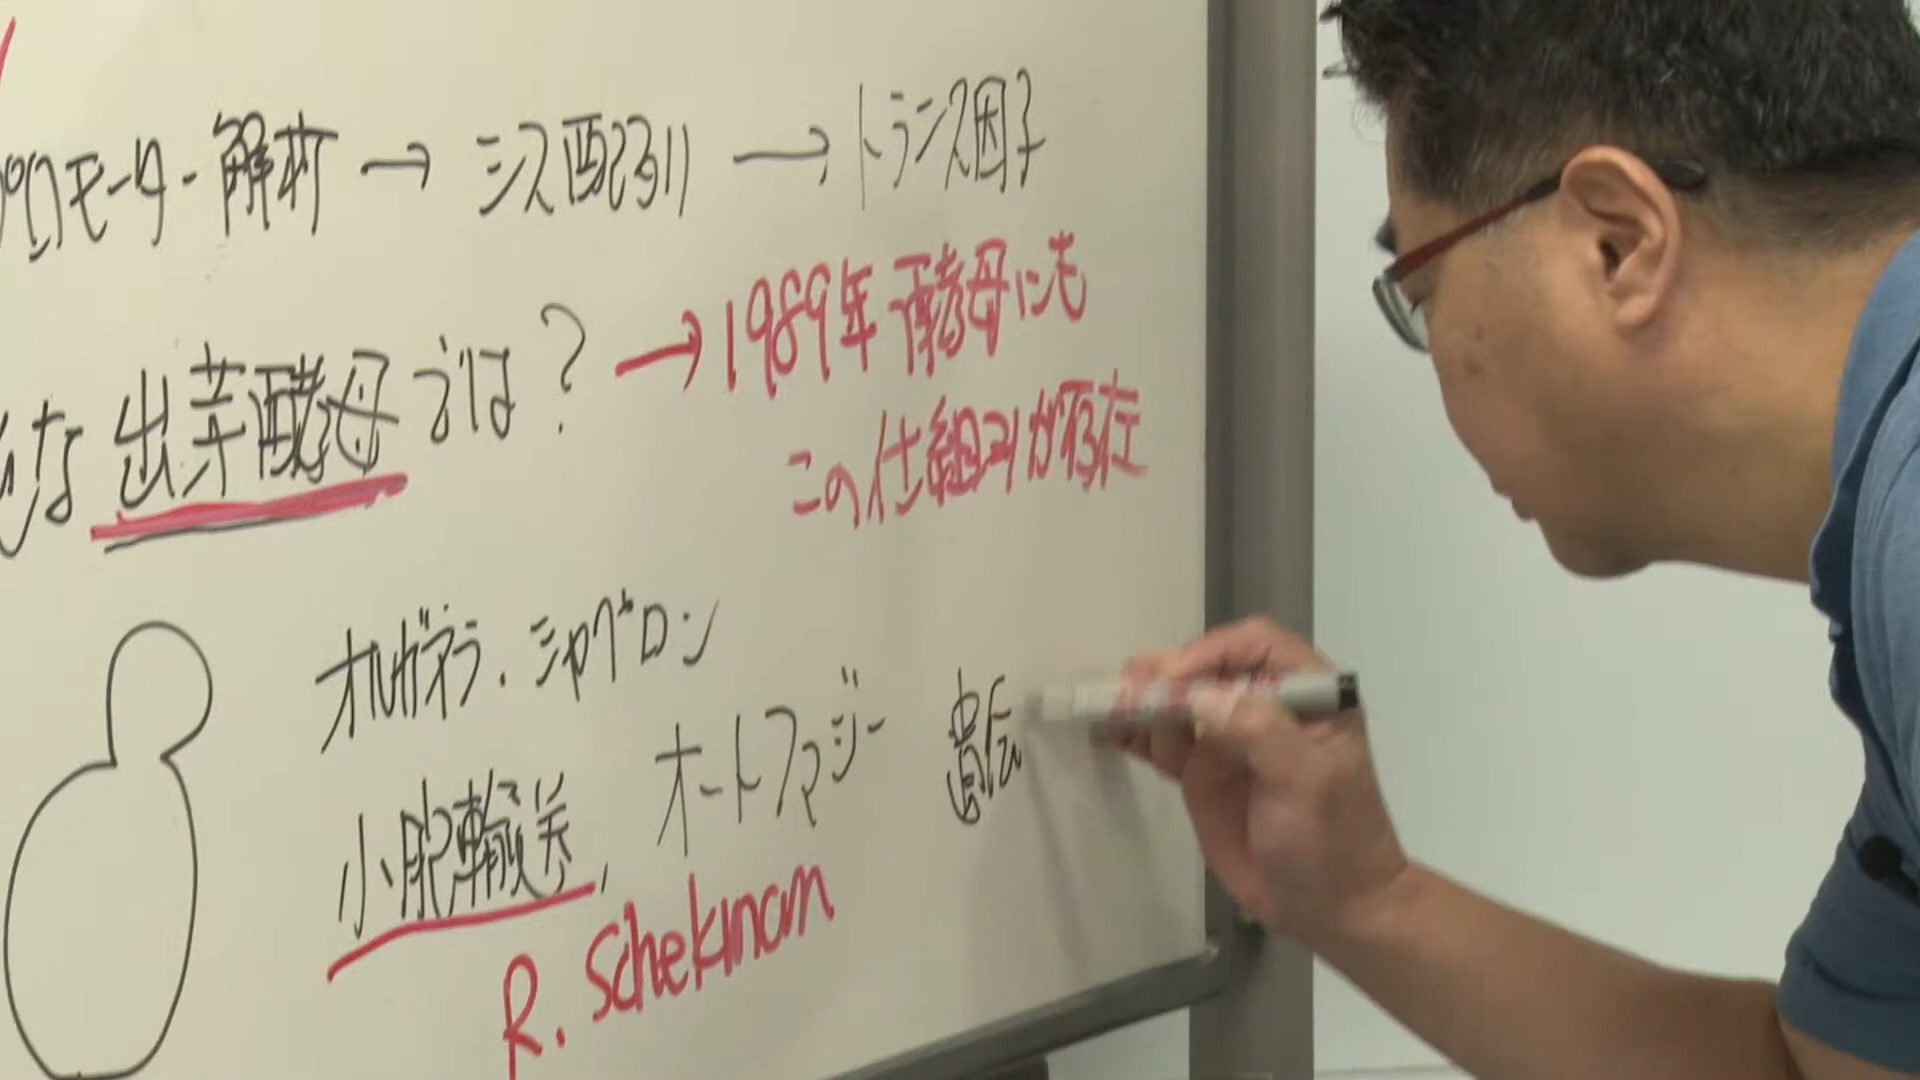 プロモーター解析 → シス配列 → トランス因子
な 出芽酵母では? → 1989年 酵母にも
この仕組みが存在
オルガネラ、シャペロン
小胞輸送, オートファジー 遺伝
R. Schekman